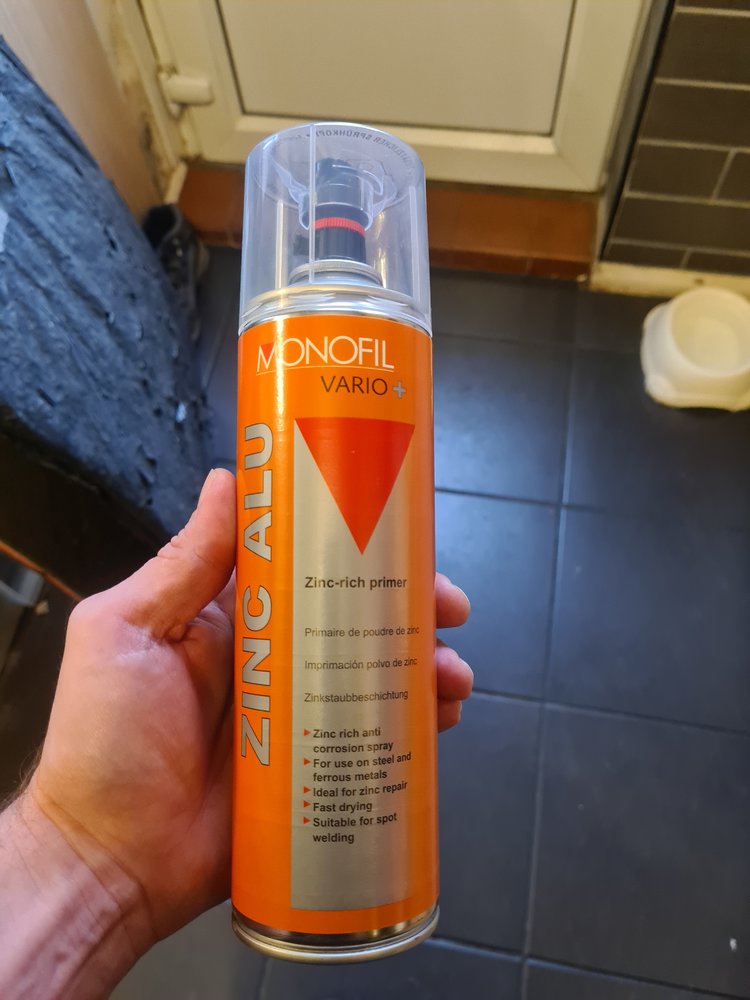 MONOFIL
VARIO +
ZINC ALU
Zinc-rich primer
Primaire de poudre de zinc
Imprimación polvo de zinc
Zinkstaubbeschichtung
Zinc rich anti
corrosion spray
For use on steel and
ferrous metals
Ideal for zinc repair
Fast drying
Suitable for spot
welding